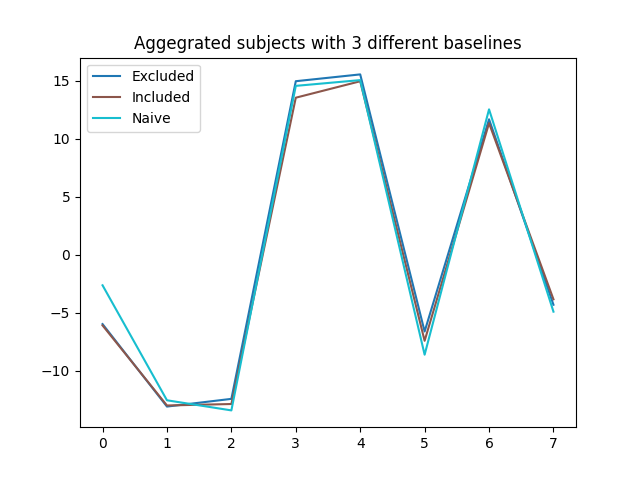 Aggegrated subjects with 3 different baselines
Excluded
Included
Naive
15
10
5
0
−5
−10
0 1 2 3 4 5 6 7